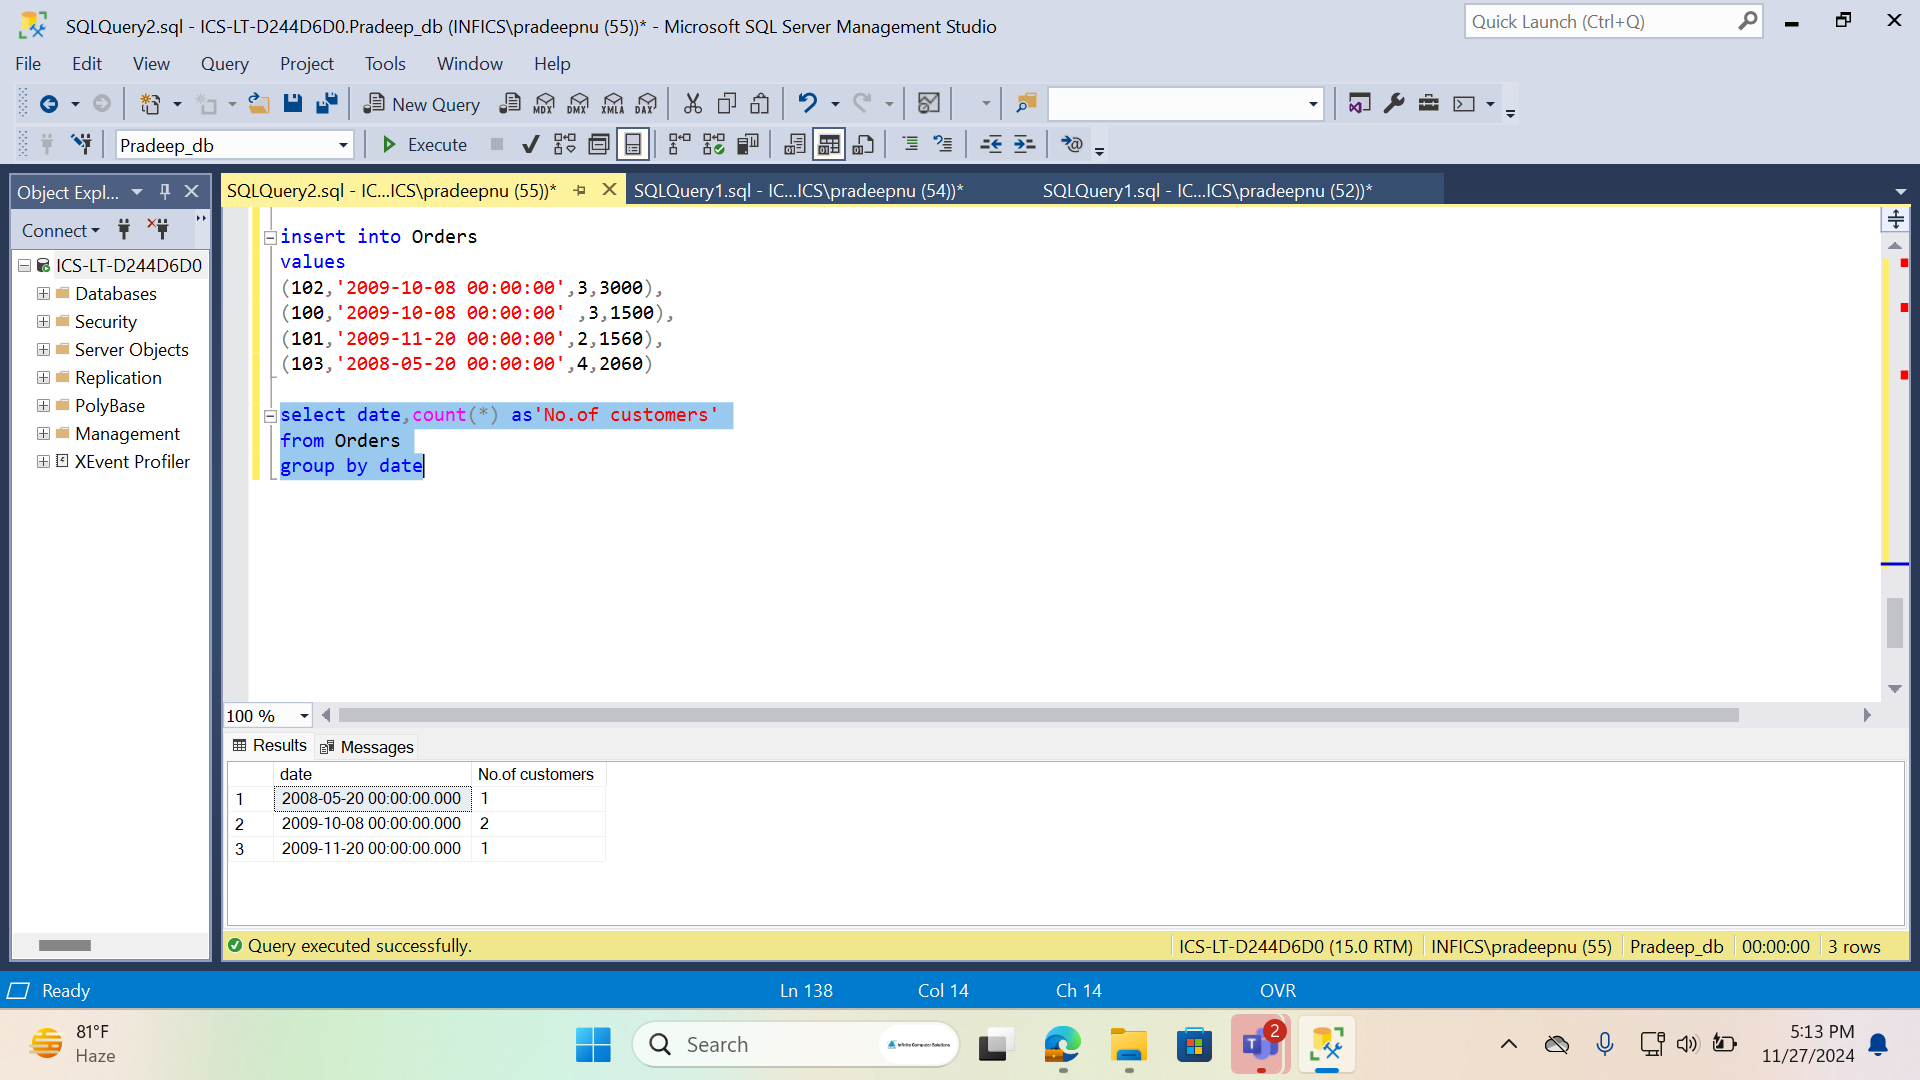 SQLQuery2.sql - ICS-LT-D244D6D0.Pradeep_db (INFICS\pradeepnu (55))* - Microsoft SQL Server Management Studio
Quick Launch (Ctrl+Q)
File Edit View Query Project Tools Window Help
New Query MDX DMX XMLA DAX
Pradeep_db Execute
Object Expl...
SQLQuery2.sql - IC...ICS\pradeepnu (55))* SQLQuery1.sql - IC...ICS\pradeepnu (54))* SQLQuery1.sql - IC...ICS\pradeepnu (52))*
Connect
ICS-LT-D244D6D0
Databases
Security
Server Objects
Replication
PolyBase
Management
XEvent Profiler
insert into Orders
values
(102,'2009-10-08 00:00:00',3,3000),
(100,'2009-10-08 00:00:00' ,3,1500),
(101,'2009-11-20 00:00:00',2,1560),
(103,'2008-05-20 00:00:00',4,2060)
select date,count(*) as'No.of customers'
from Orders
group by date
100 %
Results Messages
date No.of customers
1 2008-05-20 00:00:00.000 1
2 2009-10-08 00:00:00.000 2
3 2009-11-20 00:00:00.000 1
Query executed successfully. ICS-LT-D244D6D0 (15.0 RTM) INFICS\pradeepnu (55) Pradeep_db 00:00:00 3 rows
Ready Ln 138 Col 14 Ch 14 OVR
81°F
Haze
Search
Infinite Computer Solutions
2
5:13 PM
11/27/2024